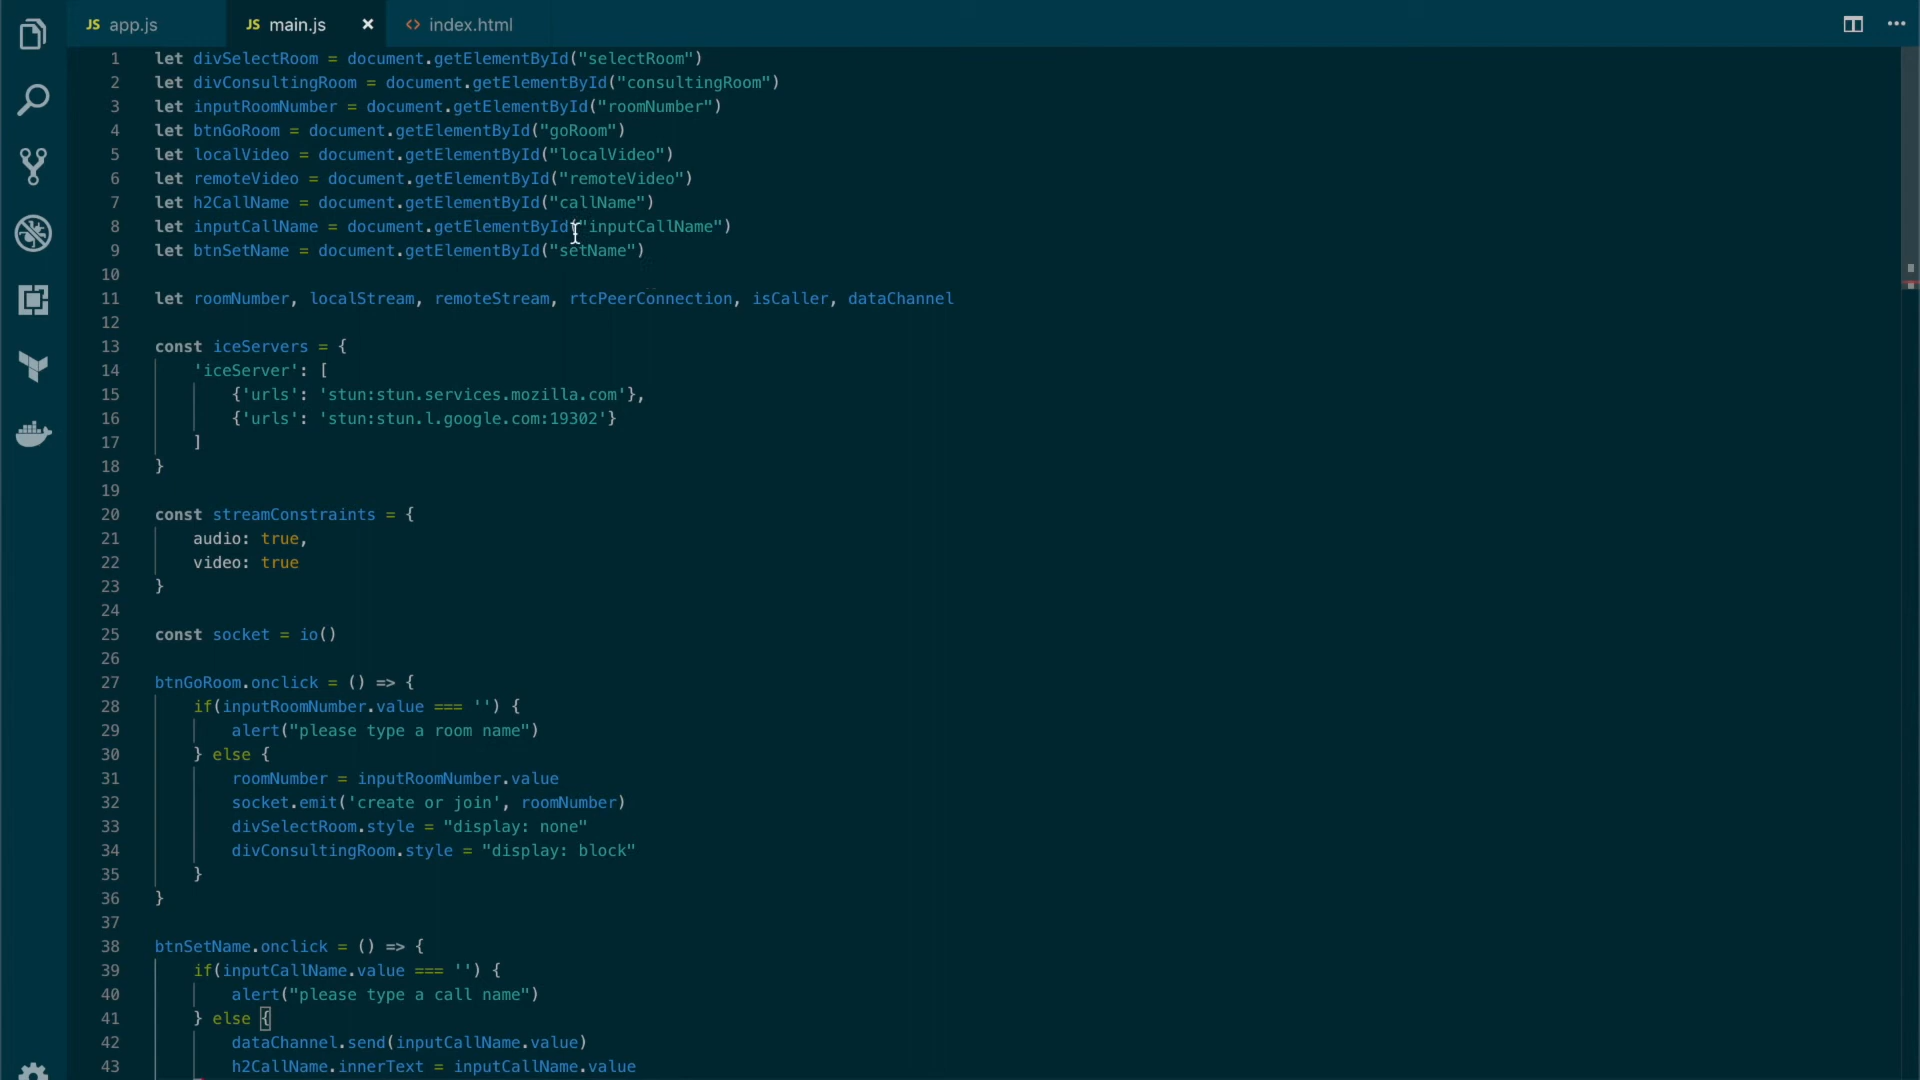 JS app.js
JS main.js ×
<> index.html
1 let divSelectRoom = document.getElementById("selectRoom")
2 let divConsultingRoom = document.getElementById("consultingRoom")
3 let inputRoomNumber = document.getElementById("roomNumber")
4 let btnGoRoom = document.getElementById("goRoom")
5 let localVideo = document.getElementById("localVideo")
6 let remoteVideo = document.getElementById("remoteVideo")
7 let h2CallName = document.getElementById("callName")
8 let inputCallName = document.getElementById("inputCallName")
9 let btnSetName = document.getElementById("setName")
10
11 let roomNumber, localStream, remoteStream, rtcPeerConnection, isCaller, dataChannel
12
13 const iceServers = {
14 'iceServer': [
15 {'urls': 'stun:stun.services.mozilla.com'},
16 {'urls': 'stun:stun.l.google.com:19302'}
17 ]
18 }
19
20 const streamConstraints = {
21 audio: true,
22 video: true
23 }
24
25 const socket = io()
26
27 btnGoRoom.onclick = () => {
28 if(inputRoomNumber.value === '') {
29 alert("please type a room name")
30 } else {
31 roomNumber = inputRoomNumber.value
32 socket.emit('create or join', roomNumber)
33 divSelectRoom.style = "display: none"
34 divConsultingRoom.style = "display: block"
35 }
36 }
37
38 btnSetName.onclick = () => {
39 if(inputCallName.value === '') {
40 alert("please type a call name")
41 } else {
42 dataChannel.send(inputCallName.value)
43 h2CallName.innerText = inputCallName.value